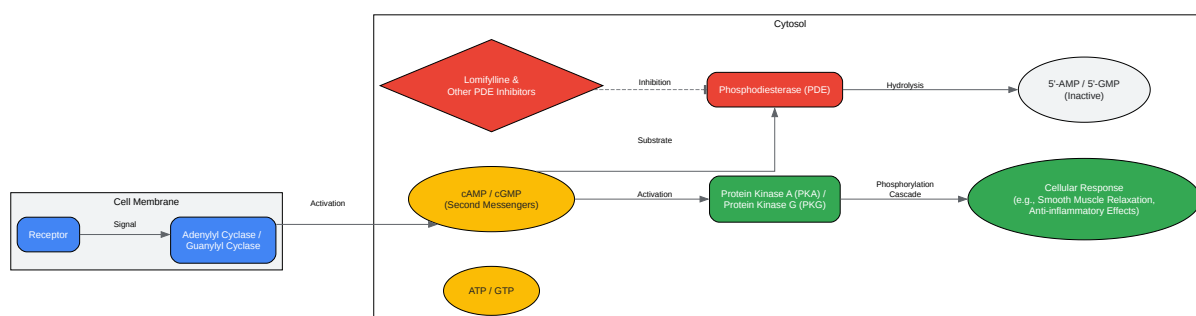 Cytosol
Lomifylline &
Other PDE Inhibitors
Inhibition
Phosphodiesterase (PDE)
Hydrolysis
5'-AMP / 5'-GMP
(Inactive)
Substrate
Cell Membrane
Receptor
Signal
Adenylyl Cyclase /
Guanylyl Cyclase
Activation
cAMP / cGMP
(Second Messengers)
Activation
Protein Kinase A (PKA) /
Protein Kinase G (PKG)
Phosphorylation
Cascade
Cellular Response
(e.g., Smooth Muscle Relaxation,
Anti-inflammatory Effects)
ATP / GTP